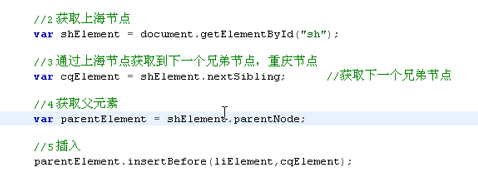 //2 获取上海节点
var shElement = document.getElementById("sh");
//3 通过上海节点获取到下一个兄弟节点，重庆节点
var cqElement = shElement.nextSibling; //获取下一个兄弟节点
//4 获取父元素
var parentElement = shElement.parentNode;
//5 插入
parentElement.insertBefore(liElement,cqElement);